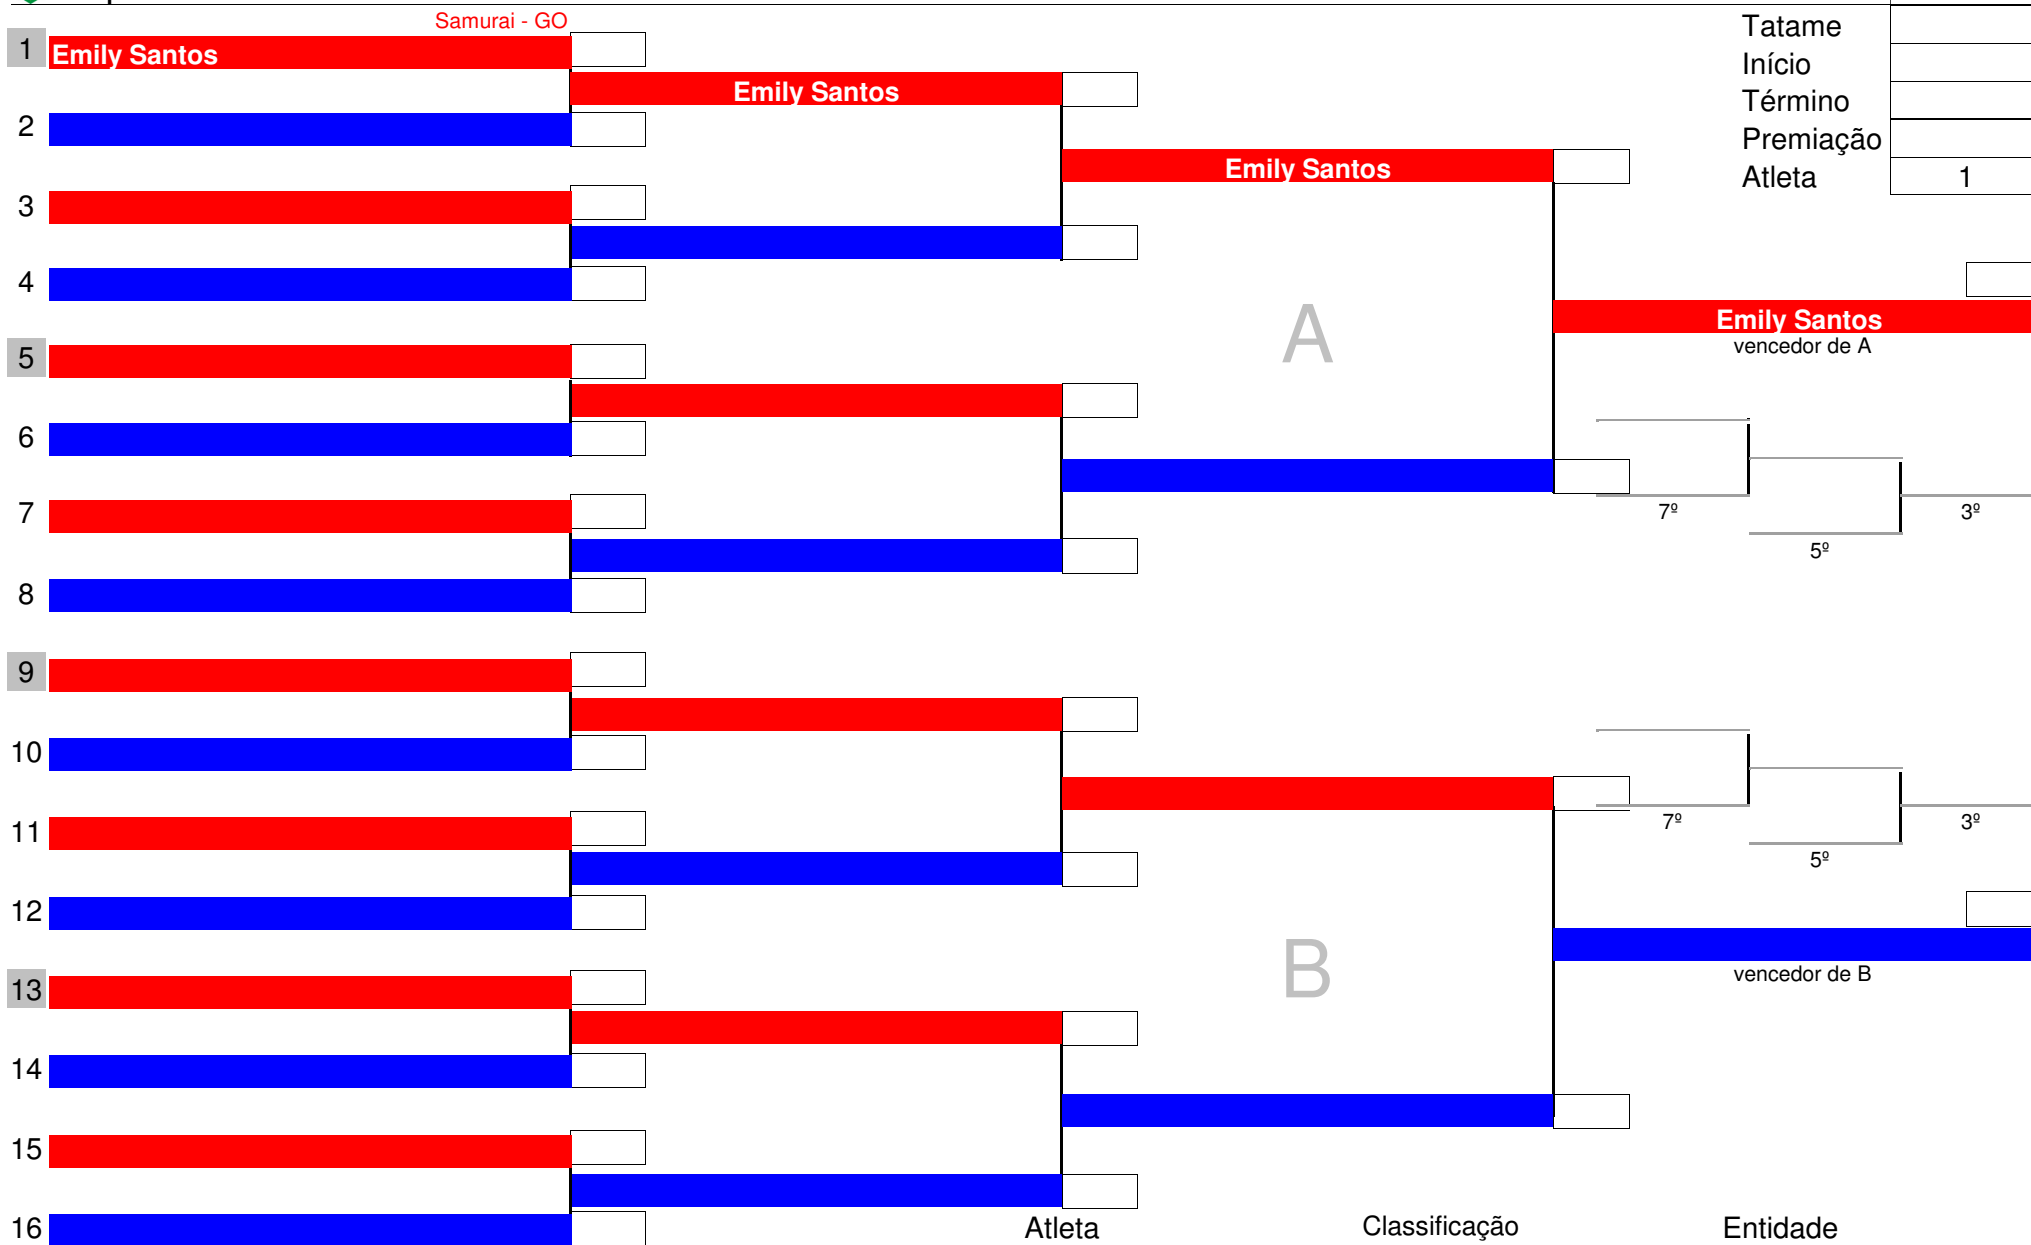 Samurai - GO
Tatame
1 Emily Santos
Início
Emily Santos
Término
2
Premiação
Emily Santos
Atleta 1
3
4
A
Emily Santos
vencedor de A
5
6
7
7º
3º
5º
8
9
10
11
7º
3º
5º
12
B
13
vencedor de B
14
15
16
Atleta Classificação Entidade